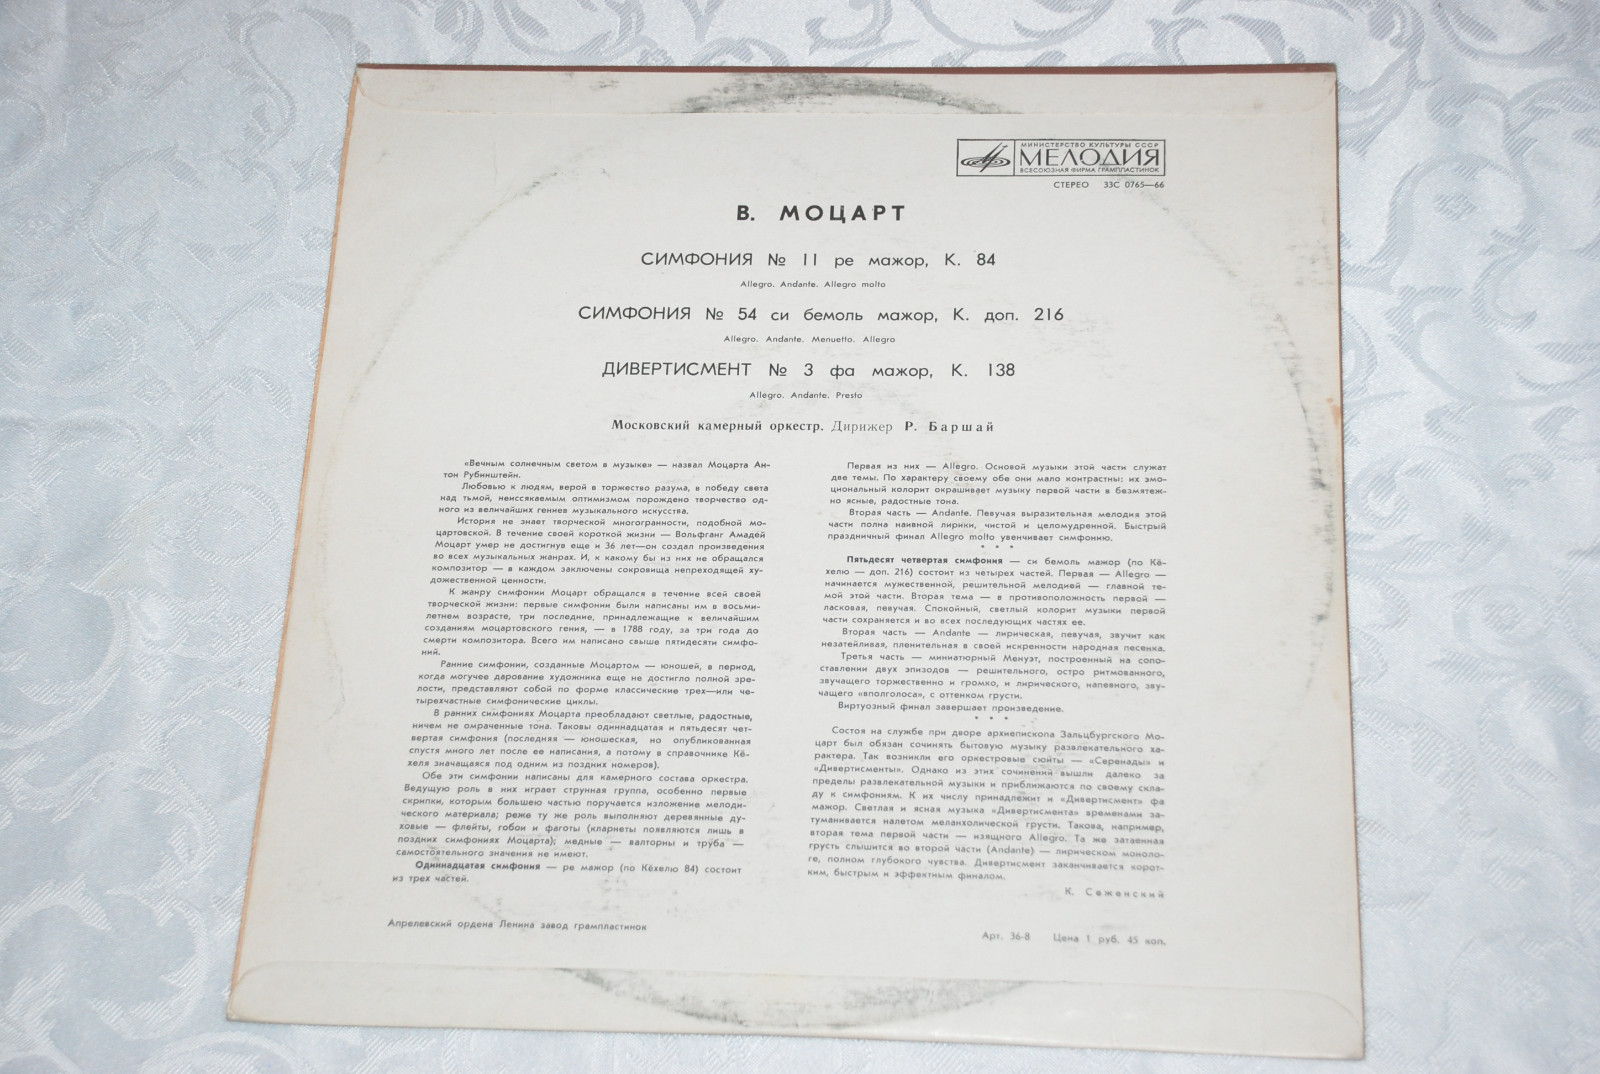 МИНИСТЕРСТВО КУЛЬТУРЫ СССР
МЕЛОДИЯ
ВСЕСОЮЗНАЯ ФИРМА ГРАМПЛАСТИНОК
СТЕРЕО 33С 0765—66
В. МОЦАРТ
СИМФОНИЯ № 11 ре мажор, К. 84
Allegro. Andante. Allegro molto
СИМФОНИЯ № 54 си бемоль мажор, К. доп. 216
Allegro. Andante. Menuetto. Allegro
ДИВЕРТИСМЕНТ № 3 фа мажор, К. 138
Allegro. Andante. Presto
Московский камерный оркестр. Дирижер Р. Баршай
«Вечным солнечным светом в музыке» — назвал Моцарта Ан-
тон Рубинштейн.
Любовью к людям, верой в торжество разума, в победу света
над тьмой, неиссякаемым оптимизмом порождено творчество од-
ного из величайших гениев музыкального искусства.
История не знает творческой многогранности, подобной мо-
цартовской. В течение своей короткой жизни — Вольфганг Амадей
Моцарт умер не достигнув еще и 36 лет—он создал произведения
во всех музыкальных жанрах. И, к какому бы из них не обращался
композитор — в каждом заключены сокровища непреходящей ху-
дожественной ценности.
К жанру симфонии Моцарт обращался в течение всей своей
творческой жизни: первые симфонии были написаны им в восьми-
летнем возрасте, три последние, принадлежащие к величайшим
созданиям моцартовского гения, — в 1788 году, за три года до
смерти композитора. Всего им написано свыше пятидесяти симфо-
ний.
Ранние симфонии, созданные Моцартом — юношей, в период,
когда могучее дарование художника еще не достигло полной зре-
лости, представляют собой по форме классические трех—или че-
тырехчастные симфонические циклы.
В ранних симфониях Моцарта преобладают светлые, радостные,
ничем не омраченные тона. Таковы одиннадцатая и пятьдесят чет-
вертая симфония (последняя — юношеская, но опубликованная
спустя много лет после ее написания, а потому в справочнике Кё-
хеля значащаяся под одним из поздних номеров).
Обе эти симфонии написаны для камерного состава оркестра.
Ведущую роль в них играет струнная группа, особенно первые
скрипки, которым большею частью поручается изложение мелоди-
ческого материала; реже ту же роль выполняют деревянные ду-
ховые — флейты, гобои и фаготы (кларнеты появляются лишь в
поздних симфониях Моцарта); медные — валторны и труба —
самостоятельного значения не имеют.
Одиннадцатая симфония — ре мажор (по Кёхелю 84) состоит
из трех частей.
Первая из них — Allegro. Основой музыки этой части служат
две темы. По характеру своему обе они мало контрастны; их эмо-
циональный колорит окрашивает музыку первой части в безмятеж-
но ясные, радостные тона.
Вторая часть — Andante. Певучая выразительная мелодия этой
части полна наивной лирики, чистой и целомудренной. Быстрый
праздничный финал Allegro molto увенчивает симфонию.
* * *
Пятьдесят четвертая симфония — си бемоль мажор (по Кё-
хелю — доп. 216) состоит из четырех частей. Первая — Allegro —
начинается мужественной, решительной мелодией — главной те-
мой этой части. Вторая тема — в противоположность первой —
ласковая, певучая. Спокойный, светлый колорит музыки первой
части сохраняется и во всех последующих частях ее.
Вторая часть — Andante — лирическая, певучая, звучит как
незатейливая, пленительная в своей искренности народная песенка.
Третья часть — миниатюрный Менуэт, построенный на сопо-
ставлении двух эпизодов — решительного, остро ритмованного,
звучащего торжественно и громко, и лирического, напевного, зву-
чащего «вполголоса», с оттенком грусти.
Виртуозный финал завершает произведение.
* * *
Состоя на службе при дворе архиепископа Зальцбургского Мо-
царт был обязан сочинять бытовую музыку развлекательного ха-
рактера. Так возникли его оркестровые сюиты — «Серенады» и
«Дивертисменты». Однако из этих сочинений вышли далеко за
пределы развлекательной музыки и приближаются по своему скла-
ду к симфониям. К их числу принадлежит и «Дивертисмент» фа
мажор. Светлая и ясная музыка «Дивертисмента» временами за-
туманивается налетом меланхолической грусти. Такова, например,
вторая тема первой части — изящного Allegro. Та же затаенная
грусть слышится во второй части (Andante) — лирическом моноло-
ге, полном глубокого чувства. Дивертисмент заканчивается корот-
ким, быстрым и эффектным финалом.
К. Сеженский
Апрелевский ордена Ленина завод грампластинок
Арт. 36-8 Цена 1 руб. 45 коп.